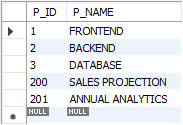 P_ID P_NAME
1 FRONTEND
2 BACKEND
3 DATABASE
200 SALES PROJECTION
201 ANNUAL ANALYTICS
NULL NULL